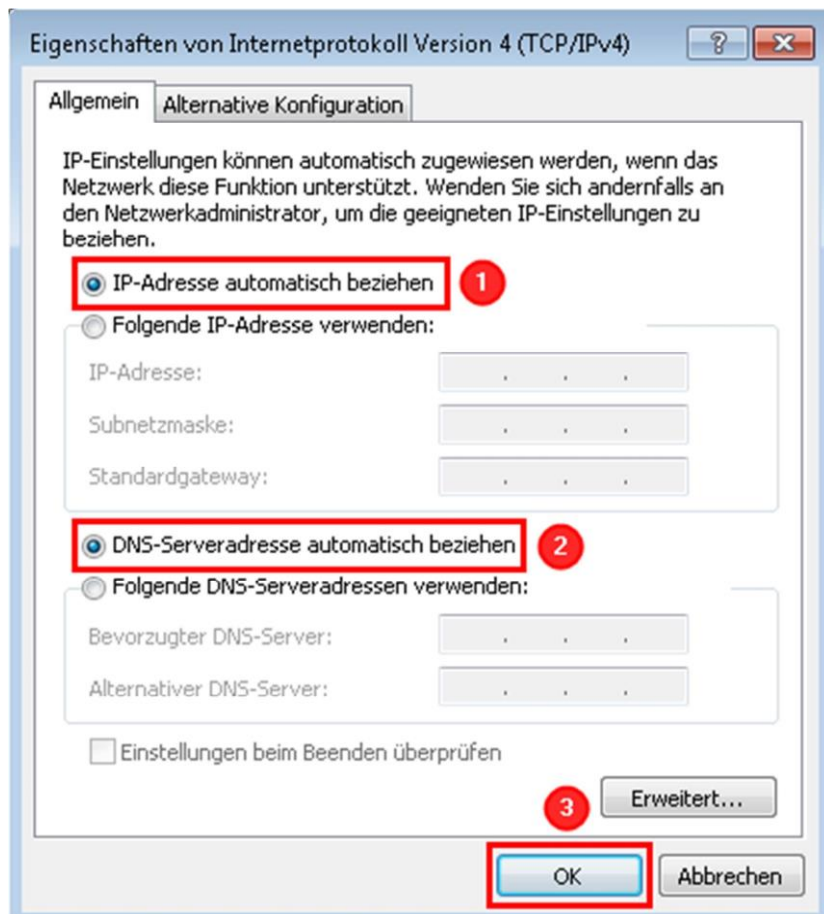 Eigenschaften von Internetprotokoll Version 4 (TCP/IPv4)
?
Allgemein
Alternative Konfiguration
IP-Einstellungen können automatisch zugewiesen werden, wenn das
Netzwerk diese Funktion unterstützt. Wenden Sie sich andernfalls an
den Netzwerkadministrator, um die geeigneten IP-Einstellungen zu
beziehen.
IP-Adresse automatisch beziehen 1
Folgende IP-Adresse verwenden:
IP-Adresse: . . .
Subnetzmaske: . . .
Standardgateway: . . .
DNS-Serveradresse automatisch beziehen 2
Folgende DNS-Serveradressen verwenden:
Bevorzugter DNS-Server: . . .
Alternativer DNS-Server: . . .
Einstellungen beim Beenden überprüfen
Erweitert...
3
OK
Abbrechen